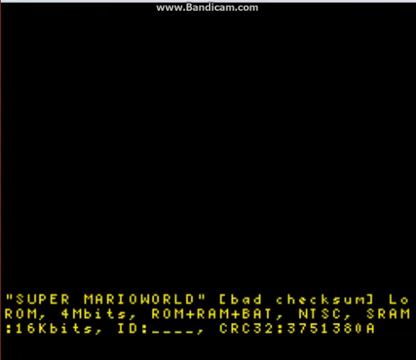 www.Bandicam.com
"SUPER MARIOWORLD" [bad checksum] Lo
ROM, 4Mbits, ROM+RAM+BAT, NTSC, SRAM
:16Kbits, ID:____, CRC32:3751380A